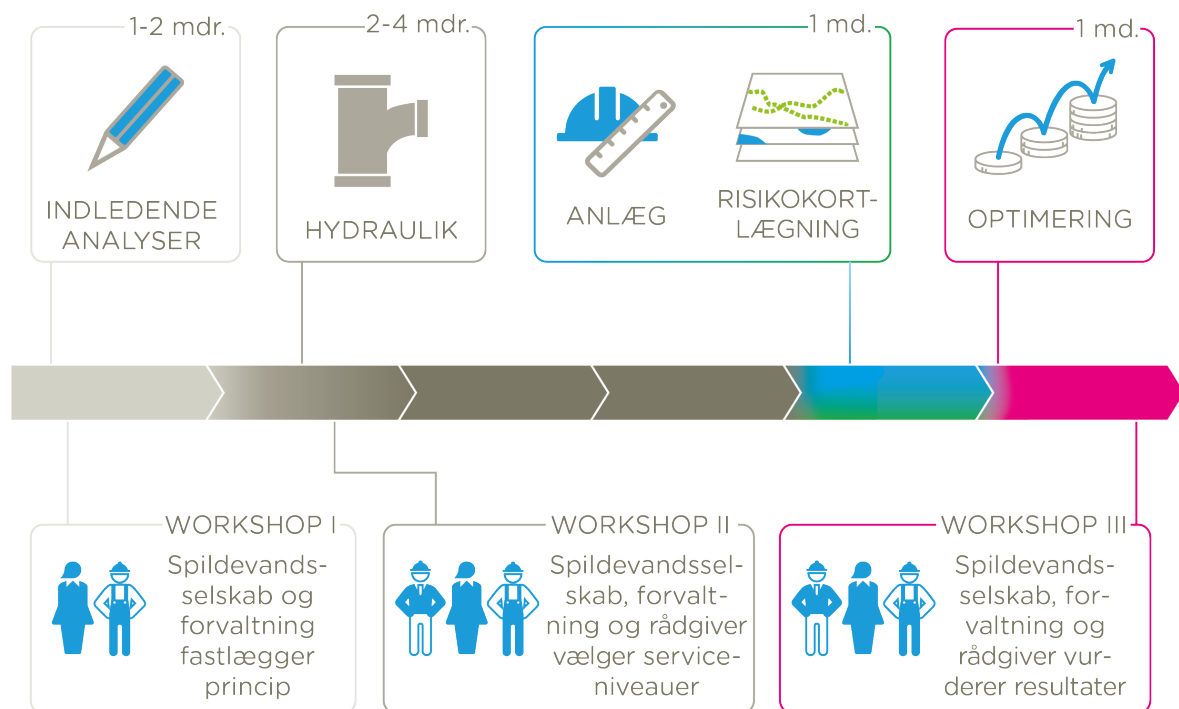 1-2 mdr.
INDLEDENDE
ANALYSER
2-4 mdr.
HYDRAULIK
1 md.
ANLÆG
RISIKOKORT-
LÆGNING
1 md.
OPTIMERING
WORKSHOP I
Spildevands-
selskab og
forvaltning
fastlægger
princip
WORKSHOP II
Spildevandssel-
skab, forvalt-
ning og rådgiver
vælger service-
niveauer
WORKSHOP III
Spildevands-
selskab, for-
valtning og
rådgiver vur-
derer resultater